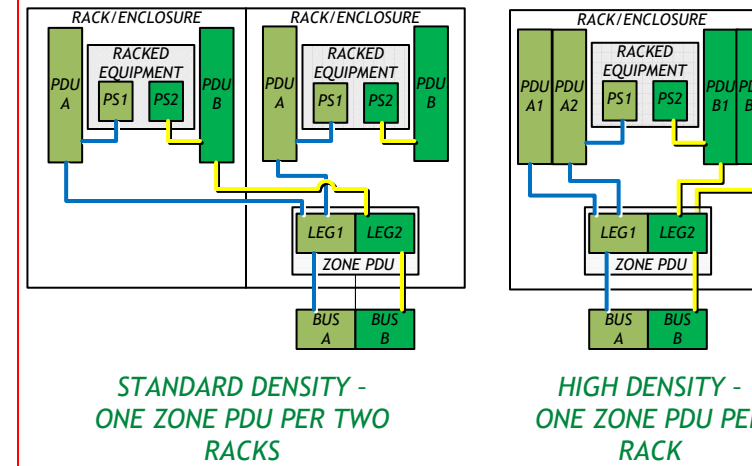 RACK/ENCLOSURE
RACKED
EQUIPMENT
PDU
A
PS1
PS2
PDU
B
RACK/ENCLOSURE
RACKED
EQUIPMENT
PDU
A
PS1
PS2
PDU
B
LEG1
LEG2
ZONE PDU
BUS
A
BUS
B
STANDARD DENSITY –
ONE ZONE PDU PER TWO
RACKS
RACK/ENCLOSURE
RACKED
EQUIPMENT
PDU
A1
PDU
A2
PS1
PS2
PDU
B1
LEG1
LEG2
ZONE PDU
BUS
A
BUS
B
HIGH DENSITY –
ONE ZONE PDU PER
RACK